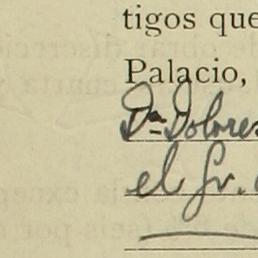 tigos que
Palacio,
Dª Dolores
el Sr.